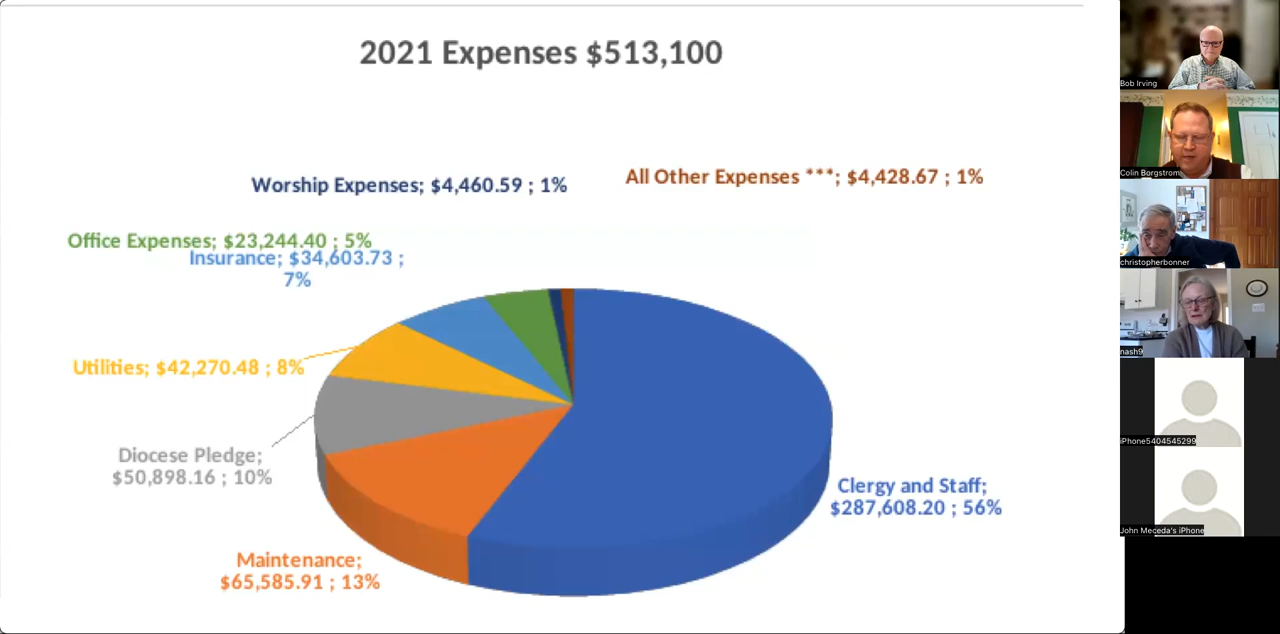 2021 Expenses $513,100
Worship Expenses; $4,460.59 ; 1%
All Other Expenses ***; $4,428.67 ; 1%
Office Expenses; $23,244.40 ; 5%
Insurance; $34,603.73 ;
7%
Utilities; $42,270.48 ; 8%
Diocese Pledge;
$50,898.16 ; 10%
Clergy and Staff;
$287,608.20 ; 56%
Maintenance;
$65,585.91 ; 13%
Bob Irving
Colin Borgstrom
christopherbonner
nash9
iPhone5404545299
John Meceda's iPhone